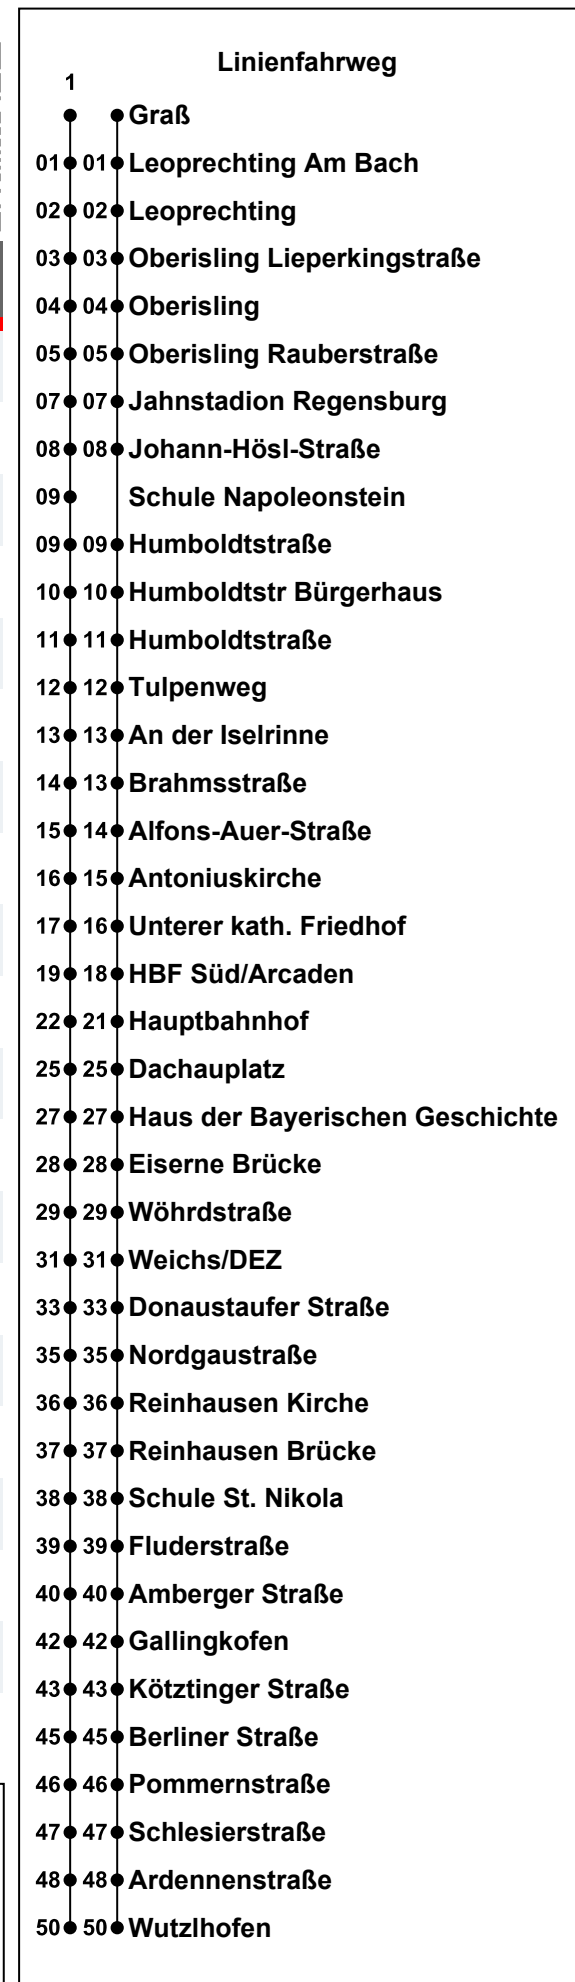 Linienfahrweg
1
Graß
01 01 Leoprechting Am Bach
02 02 Leoprechting
03 03 Oberisling Lieperkingstraße
04 04 Oberisling
05 05 Oberisling Rauberstraße
07 07 Jahnstadion Regensburg
08 08 Johann-Hösl-Straße
09 Schule Napoleonstein
09 09 Humboldtstraße
10 10 Humboldtstr Bürgerhaus
11 11 Humboldtstraße
12 12 Tulpenweg
13 13 An der Iselrinne
14 13 Brahmsstraße
15 14 Alfons-Auer-Straße
16 15 Antoniuskirche
17 16 Unterer kath. Friedhof
19 18 HBF Süd/Arcaden
22 21 Hauptbahnhof
25 25 Dachauplatz
27 27 Haus der Bayerischen Geschichte
28 28 Eiserne Brücke
29 29 Wöhrdstraße
31 31 Weichs/DEZ
33 33 Donaustaufer Straße
35 35 Nordgaustraße
36 36 Reinhausen Kirche
37 37 Reinhausen Brücke
38 38 Schule St. Nikola
39 39 Fluderstraße
40 40 Amberger Straße
42 42 Gallingkofen
43 43 Kötztinger Straße
45 45 Berliner Straße
46 46 Pommernstraße
47 47 Schlesierstraße
48 48 Ardennenstraße
50 50 Wutzlhofen